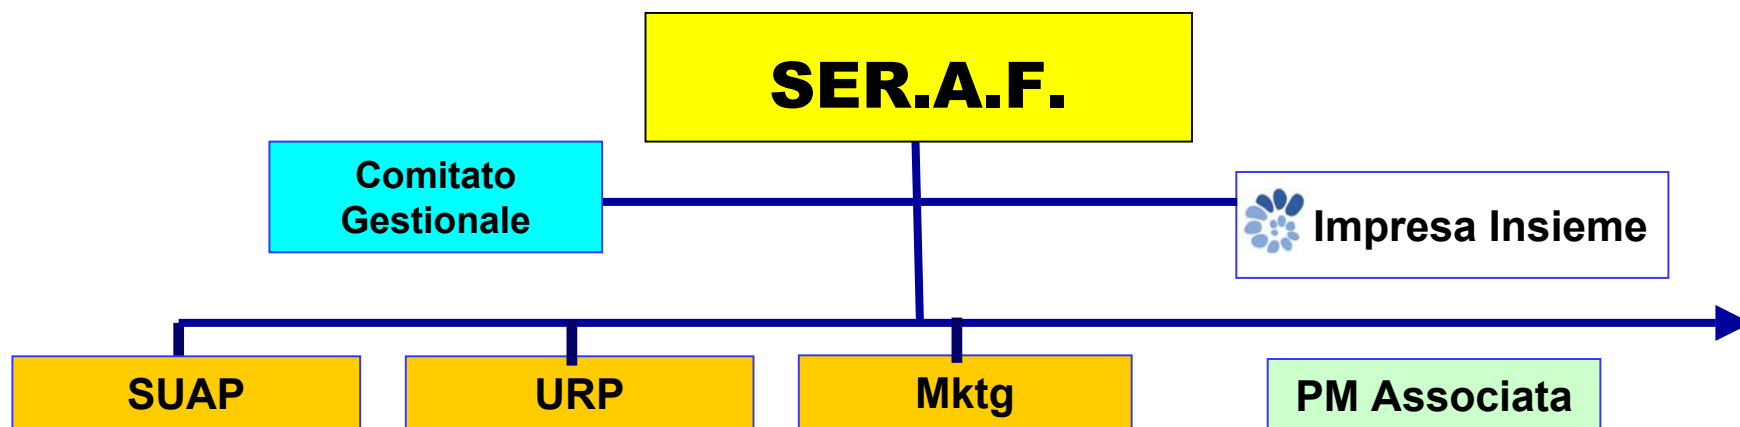 SER.A.F.
Comitato
Gestionale
Impresa Insieme
SUAP
URP
Mktg
PM Associata